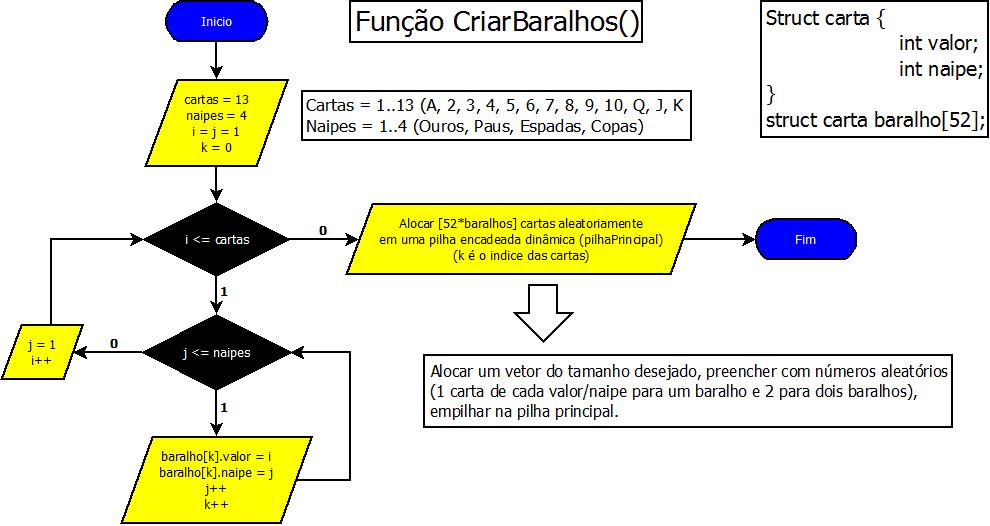 Inicio
Função CriarBaralhos()
Struct carta {
int valor;
int naipe;
}
struct carta baralho[52];
cartas = 13
naipes = 4
i = j = 1
k = 0
Cartas = 1..13 (A, 2, 3, 4, 5, 6, 7, 8, 9, 10, Q, J, K
Naipes = 1..4 (Ouros, Paus, Espadas, Copas)
i <= cartas
0
Alocar [52*baralhos] cartas aleatoriamente
em uma pilha encadeada dinâmica (pilhaPrincipal)
(k é o indice das cartas)
Fim
1
j = 1
i++
0
j <= naipes
Alocar um vetor do tamanho desejado, preencher com números aleatórios
(1 carta de cada valor/naipe para um baralho e 2 para dois baralhos),
empilhar na pilha principal.
1
baralho[k].valor = i
baralho[k].naipe = j
j++
k++